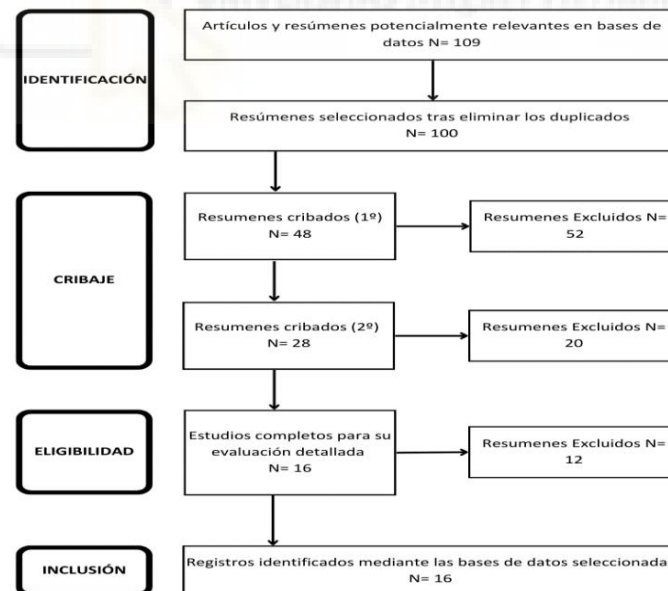 IDENTIFICACIÓN
Artículos y resúmenes potencialmente relevantes en bases de
datos N= 109
Resúmenes seleccionados tras eliminar los duplicados
N= 100
CRIBAJE
Resumenes cribados (1º)
N= 48
Resumenes Excluidos N=
52
Resumenes cribados (2º)
N= 28
Resumenes Excluidos N=
20
ELIGIBILIDAD
Estudios completos para su
evaluación detallada
N= 16
Resumenes Excluidos N=
12
INCLUSIÓN
Registros identificados mediante las bases de datos seleccionada
N= 16